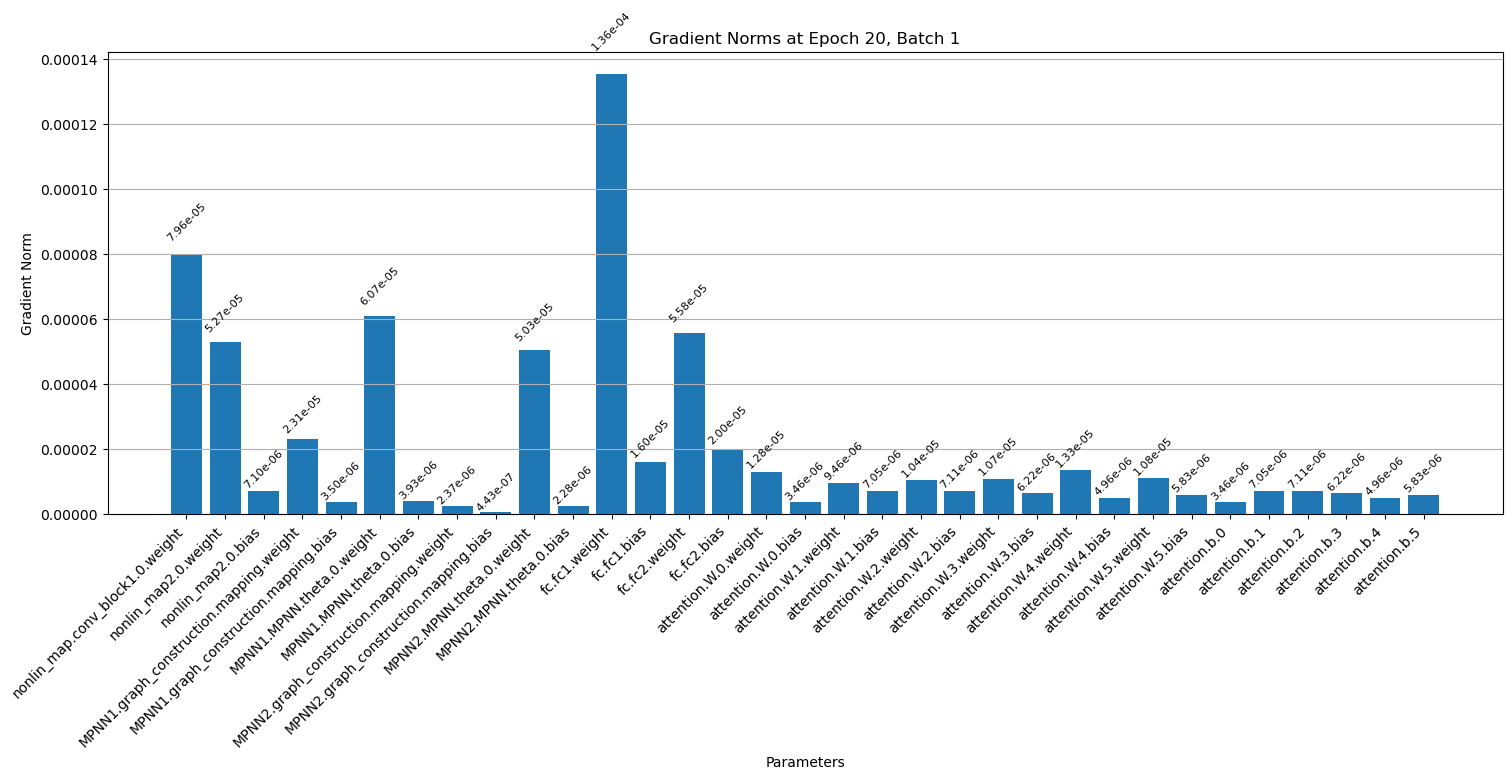 Gradient Norms at Epoch 20, Batch 1
Gradient Norm
0.00014
0.00012
0.00010
0.00008
0.00006
0.00004
0.00002
0.00000
7.96e-05
5.27e-05
7.10e-06
2.31e-05
3.50e-06
6.07e-05
3.93e-06
2.37e-06
4.43e-07
5.03e-05
2.28e-06
1.36e-04
1.60e-05
5.58e-05
2.00e-05
1.28e-05
3.46e-06
9.46e-06
7.05e-06
1.04e-05
7.11e-06
1.07e-05
6.22e-06
1.33e-05
4.96e-06
1.08e-05
5.83e-06
3.46e-06
7.05e-06
7.11e-06
6.22e-06
4.96e-06
5.83e-06
nonlin_map.conv_block1.0.weight
nonlin_map2.0.weight
nonlin_map2.0.bias
MPNN1.graph_construction.mapping.weight
MPNN1.graph_construction.mapping.bias
MPNN1.MPNN.theta.0.weight
MPNN1.MPNN.theta.0.bias
MPNN2.graph_construction.mapping.weight
MPNN2.graph_construction.mapping.bias
MPNN2.MPNN.theta.0.weight
MPNN2.MPNN.theta.0.bias
fc.fc1.weight
fc.fc1.bias
fc.fc2.weight
fc.fc2.bias
attention.W.0.weight
attention.W.0.bias
attention.W.1.weight
attention.W.1.bias
attention.W.2.weight
attention.W.2.bias
attention.W.3.weight
attention.W.3.bias
attention.W.4.weight
attention.W.4.bias
attention.W.5.weight
attention.W.5.bias
attention.b.0
attention.b.1
attention.b.2
attention.b.3
attention.b.4
attention.b.5
Parameters